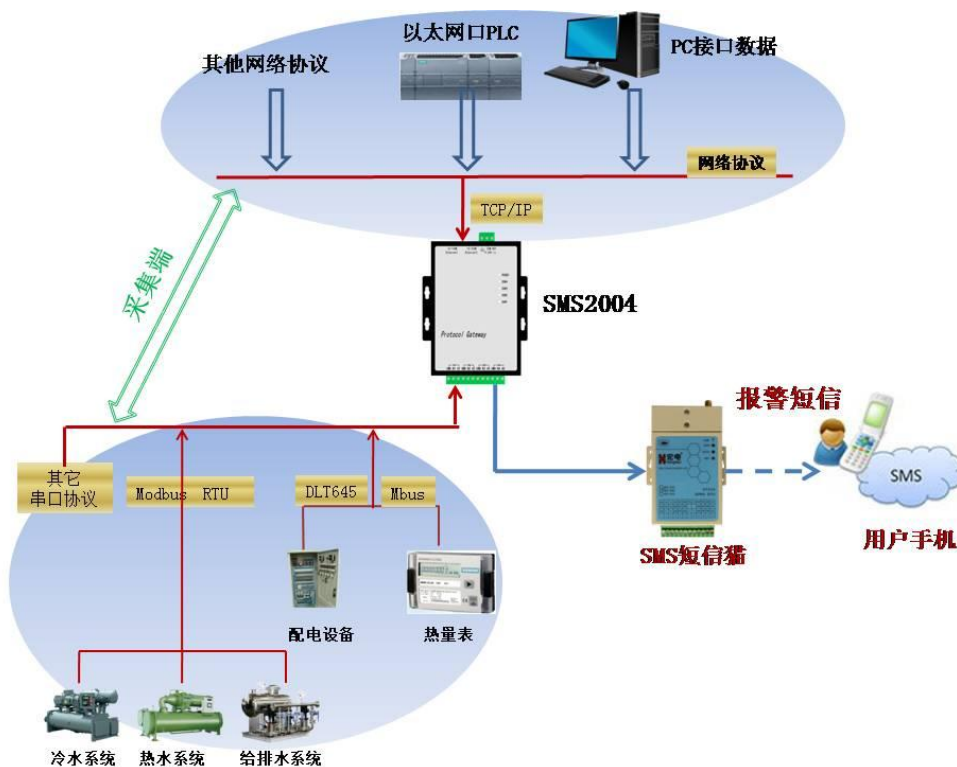 以太网口PLC
PC接口数据
其他网络协议
网络协议
TCP/IP
采集端
SMS2004
Protocol Gateway
报警短信
SMS
其它
串口协议
Modbus RTU
DLT645
Mbus
SMS短信猫
用户手机
配电设备
热量表
冷水系统
热水系统
给排水系统